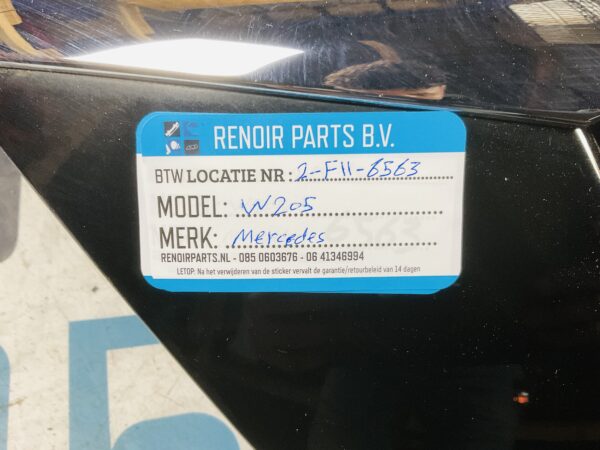 RENOIR PARTS B.V.
BTW LOCATIE NR: 2-F11-6563
MODEL: W205
MERK: Mercedes
RENOIRPARTS.NL - 085 0603676 - 06 41346994
LETOP: Na het verwijderen van de sticker vervalt de garantie/retourbeleid van 14 dagen